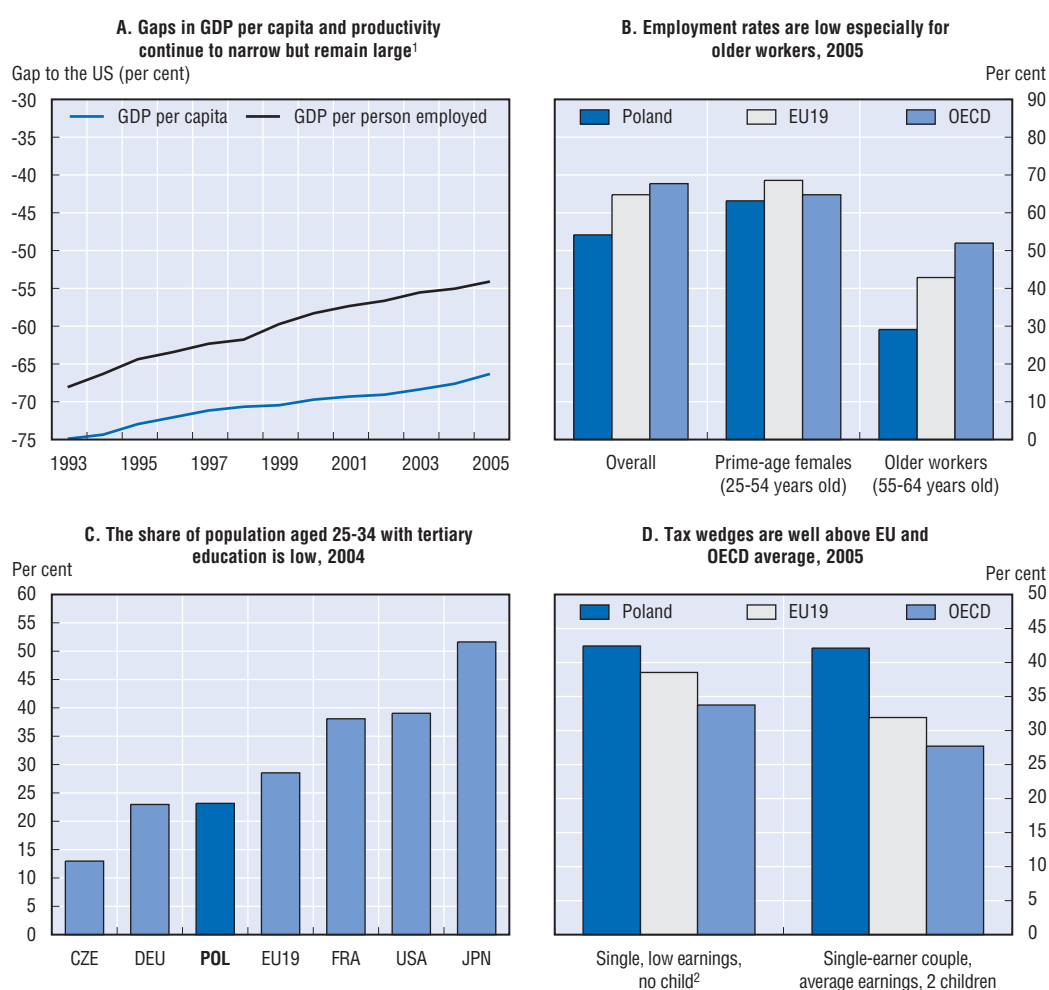 A. Gaps in GDP per capita and productivity
continue to narrow but remain large¹
Gap to the US (per cent)
GDP per capita
GDP per person employed
-30
-35
-40
-45
-50
-55
-60
-65
-70
-75
1993 1995 1997 1999 2001 2003 2005
B. Employment rates are low especially for
older workers, 2005
Per cent
Poland
EU19
OECD
90
80
70
60
50
40
30
20
10
0
Overall
Prime-age females
(25-54 years old)
Older workers
(55-64 years old)
C. The share of population aged 25-34 with tertiary
education is low, 2004
Per cent
60
55
50
45
40
35
30
25
20
15
10
5
0
CZE DEU POL EU19 FRA USA JPN
D. Tax wedges are well above EU and
OECD average, 2005
Per cent
Poland
EU19
OECD
50
45
40
35
30
25
20
15
10
5
0
Single, low earnings,
no child²
Single-earner couple,
average earnings, 2 children